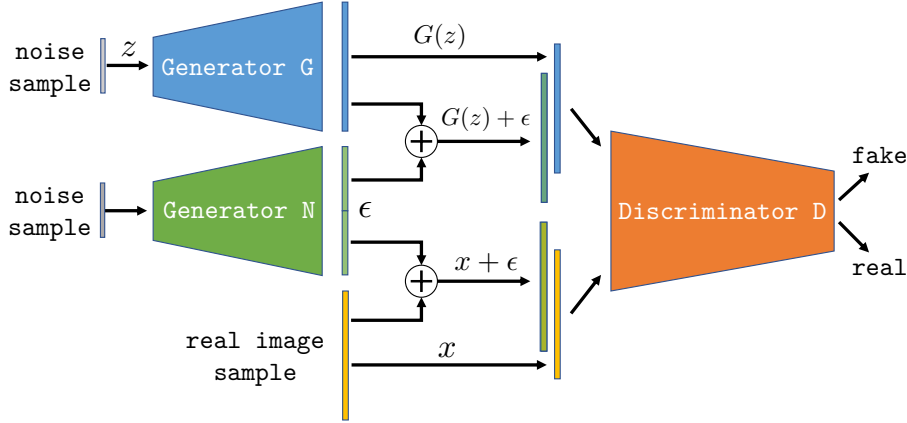 G(z)
noise
sample
z
Generator G
G(z) + ϵ
fake
noise
sample
Generator N
ϵ
Discriminator D
x + ϵ
real
real image
sample
x